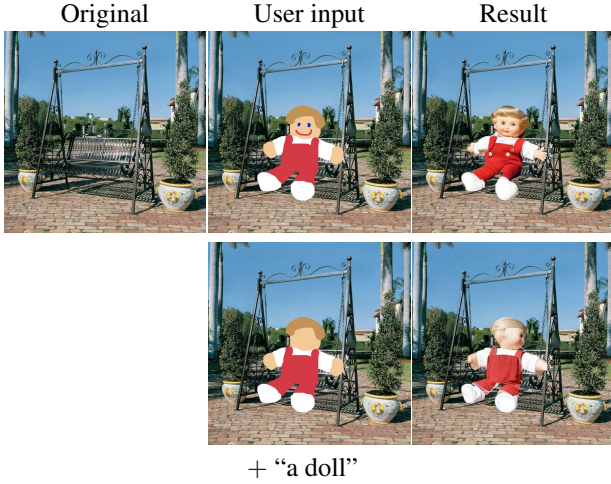 Original User input Result
+ “a doll”